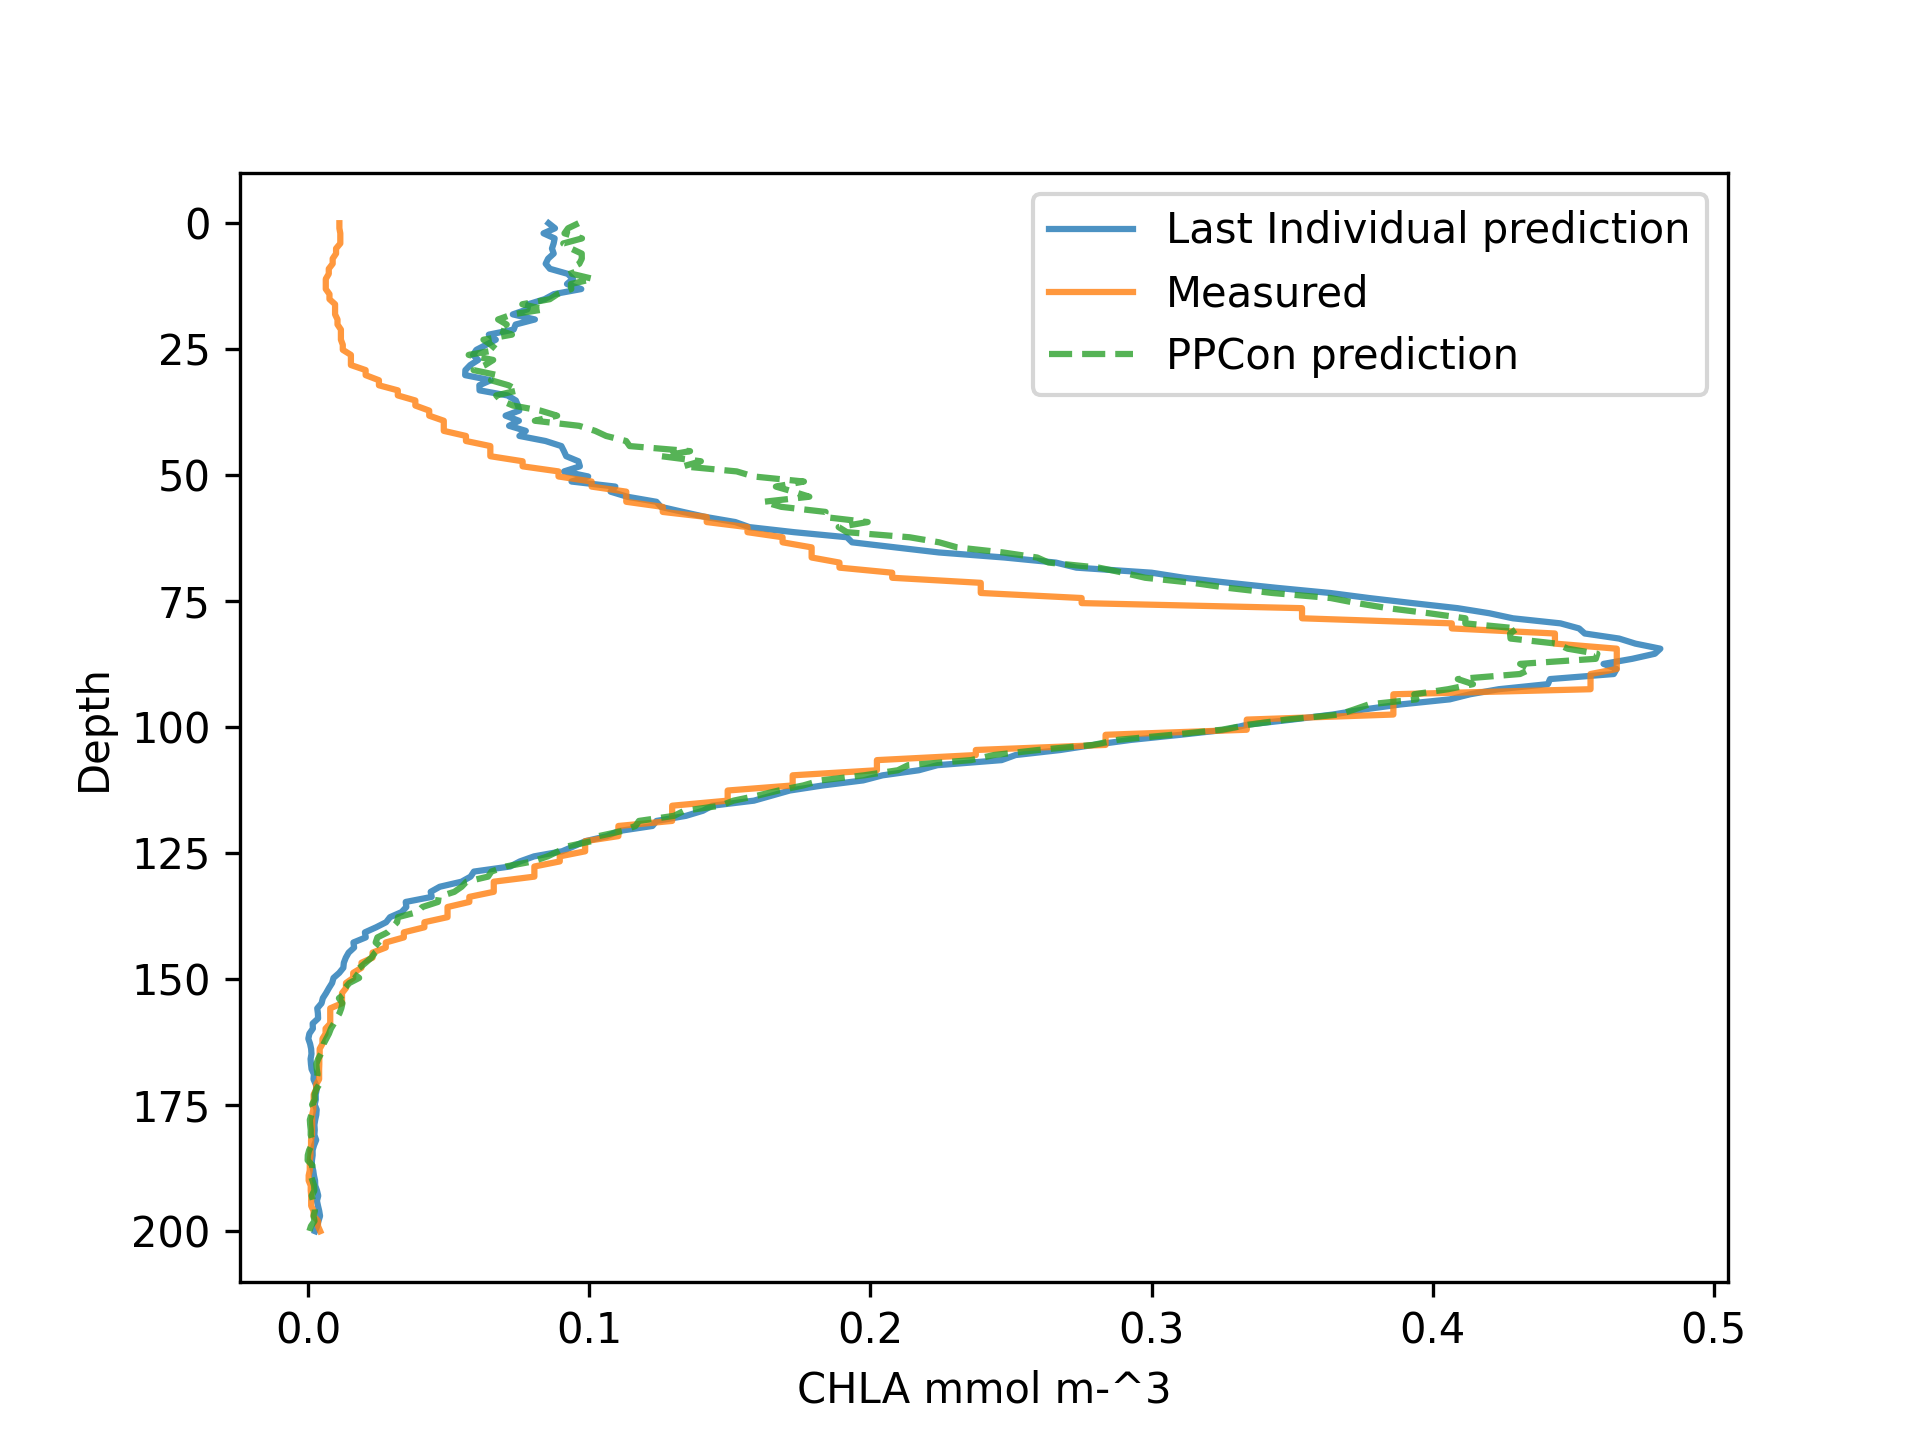 Last Individual prediction
Measured
PPCon prediction
0
25
50
75
100
125
150
175
200
Depth
0.0 0.1 0.2 0.3 0.4 0.5
CHLA mmol m-^3